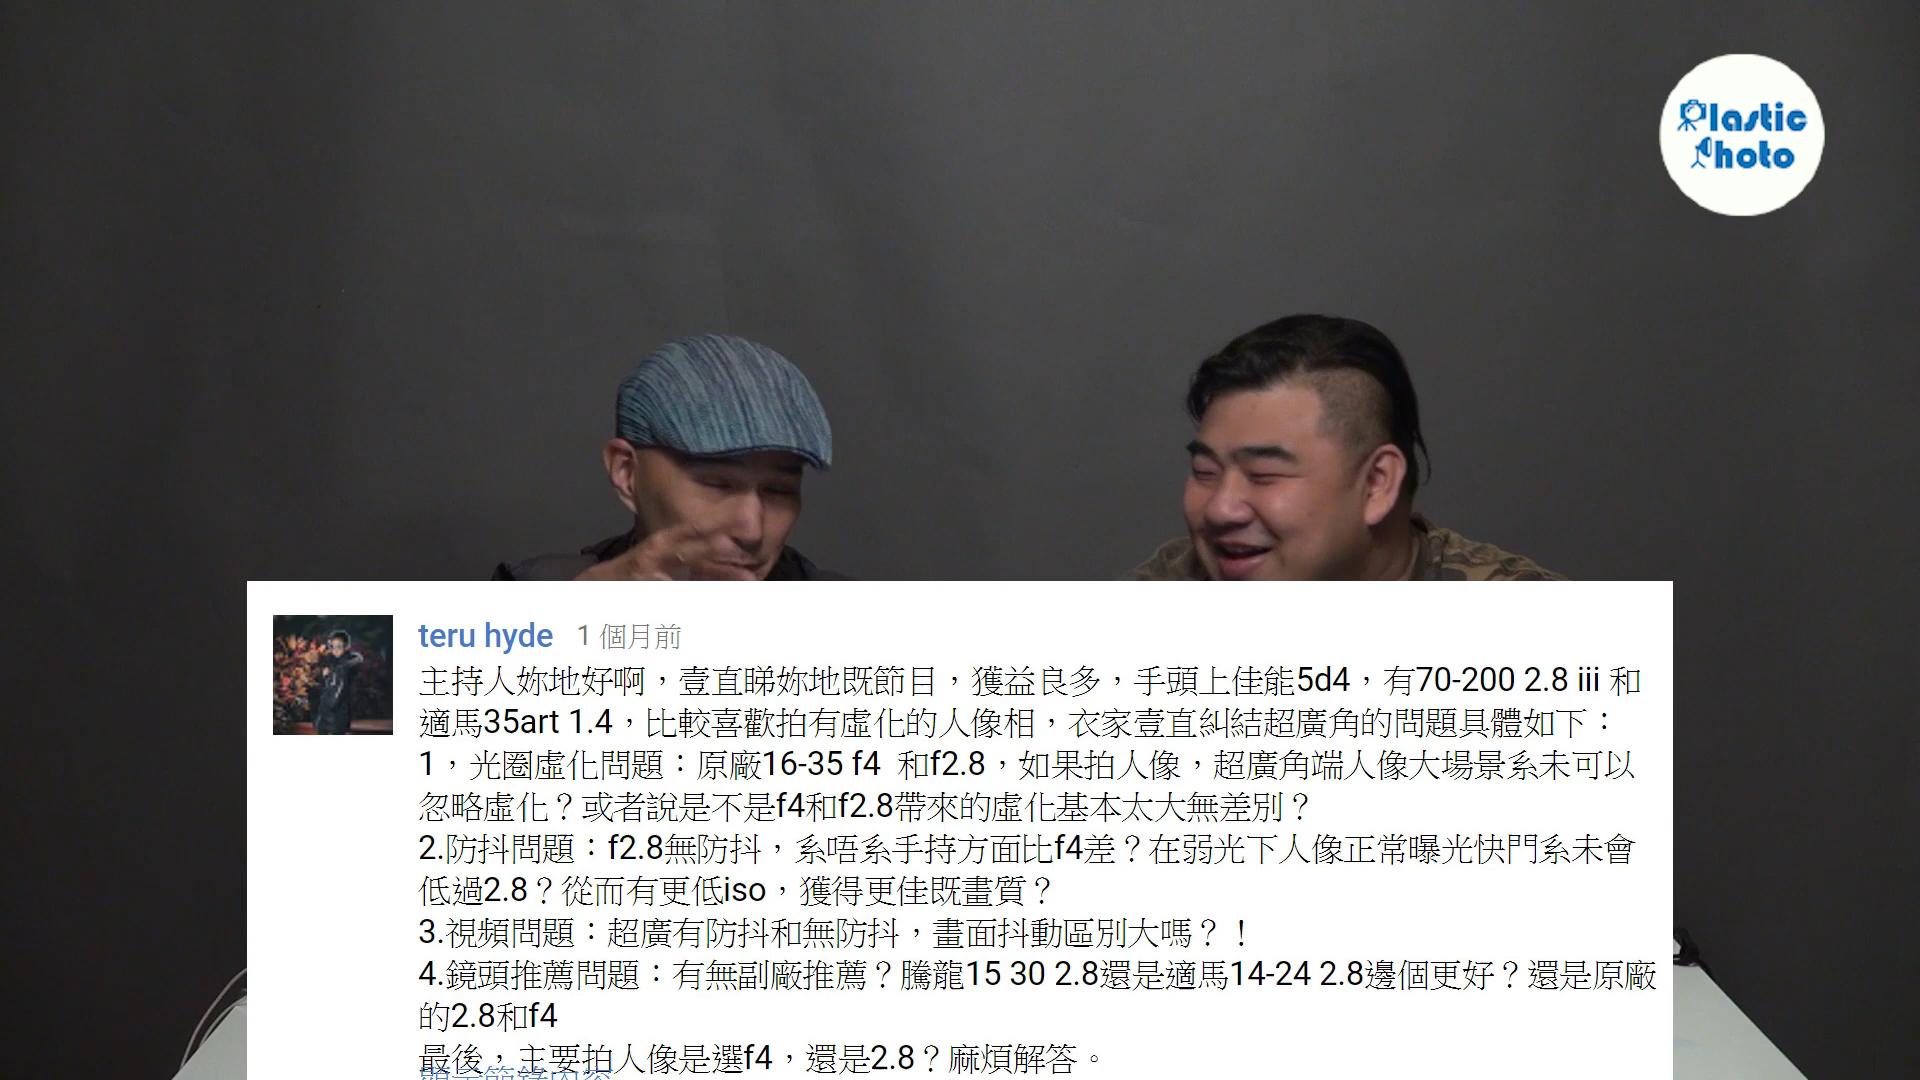 Plastic
Photo
teru hyde 1 個月前
主持人妳地好啊，壹直睇妳地既節目，獲益良多，手頭上佳能5d4，有70-200 2.8 iii 和
適馬35art 1.4，比較喜歡拍有虛化的人像相，衣家壹直糾結超廣角的問題具體如下：
1，光圈虛化問題：原廠16-35 f4 和f2.8，如果拍人像，超廣角端人像大場景系未可以
忽略虛化？或者說是不是f4和f2.8帶來的虛化基本太大無差別？
2.防抖問題：f2.8無防抖，系唔系手持方面比f4差？在弱光下人像正常曝光快門系未會
低過2.8？從而有更低iso，獲得更佳既畫質？
3.視頻問題：超廣有防抖和無防抖，畫面抖動區別大嗎？！
4.鏡頭推薦問題：有無副廠推薦？騰龍15 30 2.8還是適馬14-24 2.8邊個更好？還是原廠
的2.8和f4
最後，主要拍人像是選f4，還是2.8？麻煩解答。